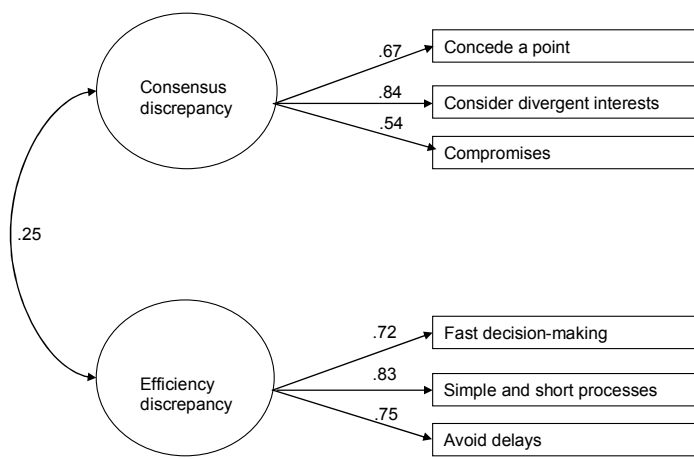 .67
Concede a point
Consensus
discrepancy
.84
Consider divergent interests
.54
Compromises
.25
.72
Fast decision-making
Efficiency
discrepancy
.83
Simple and short processes
.75
Avoid delays